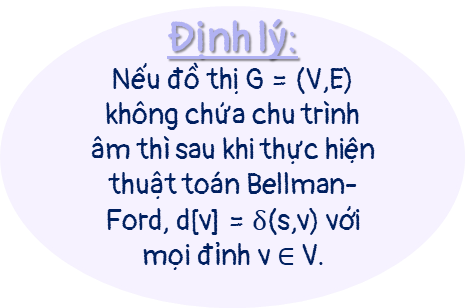 Định lý:
Nếu đồ thị G = (V,E)
không chứa chu trình
âm thì sau khi thực hiện
thuật toán Bellman-
Ford, d[v] = δ(s,v) với
mọi đỉnh v ∈ V.